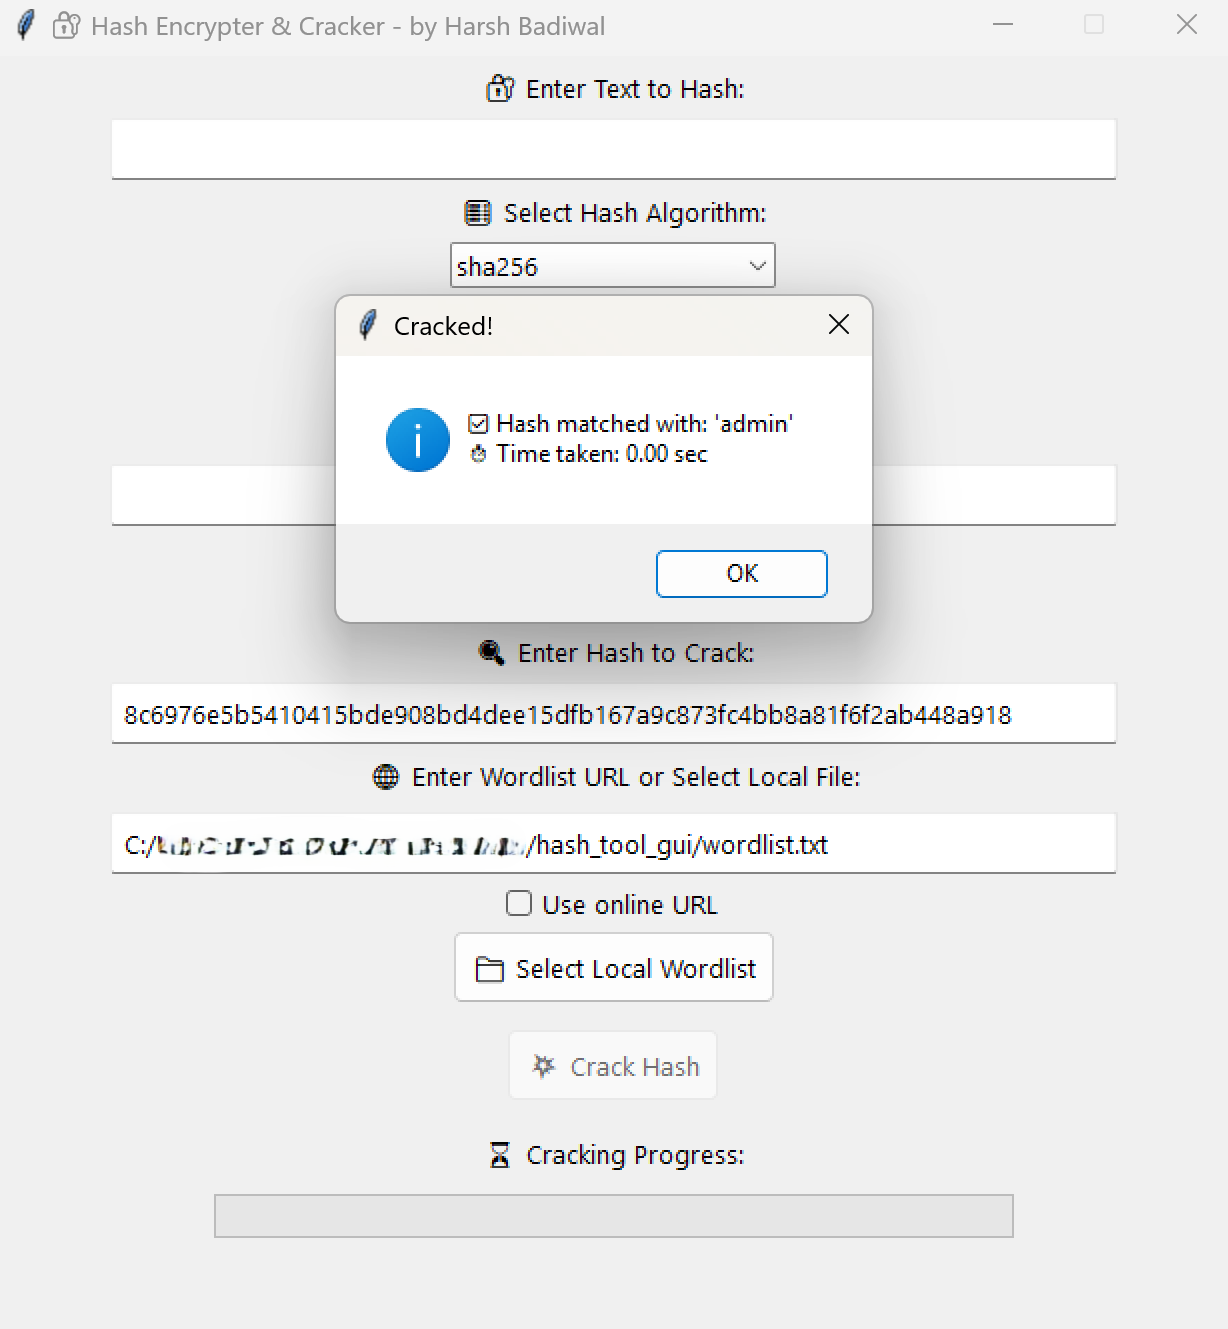 Hash Encrypter & Cracker - by Harsh Badiwal
Enter Text to Hash:
Select Hash Algorithm:
sha256
Cracked!
Hash matched with: 'admin'
Time taken: 0.00 sec
OK
Enter Hash to Crack:
8c6976e5b5410415bde908bd4dee15dfb167a9c873fc4bb8a81f6f2ab448a918
Enter Wordlist URL or Select Local File:
C:/ /hash_tool_gui/wordlist.txt
Use online URL
Select Local Wordlist
Crack Hash
Cracking Progress: